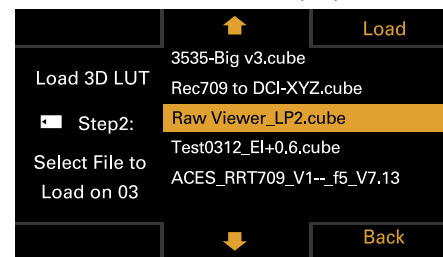 Load
Load 3D LUT
Step2:
Select File to
Load on 03
3535-Big v3.cube
Rec709 to DCI-XYZ.cube
Raw Viewer_LP2.cube
Test0312_EI+0.6.cube
ACES_RRT709_V1--_f5_V7.13
Back